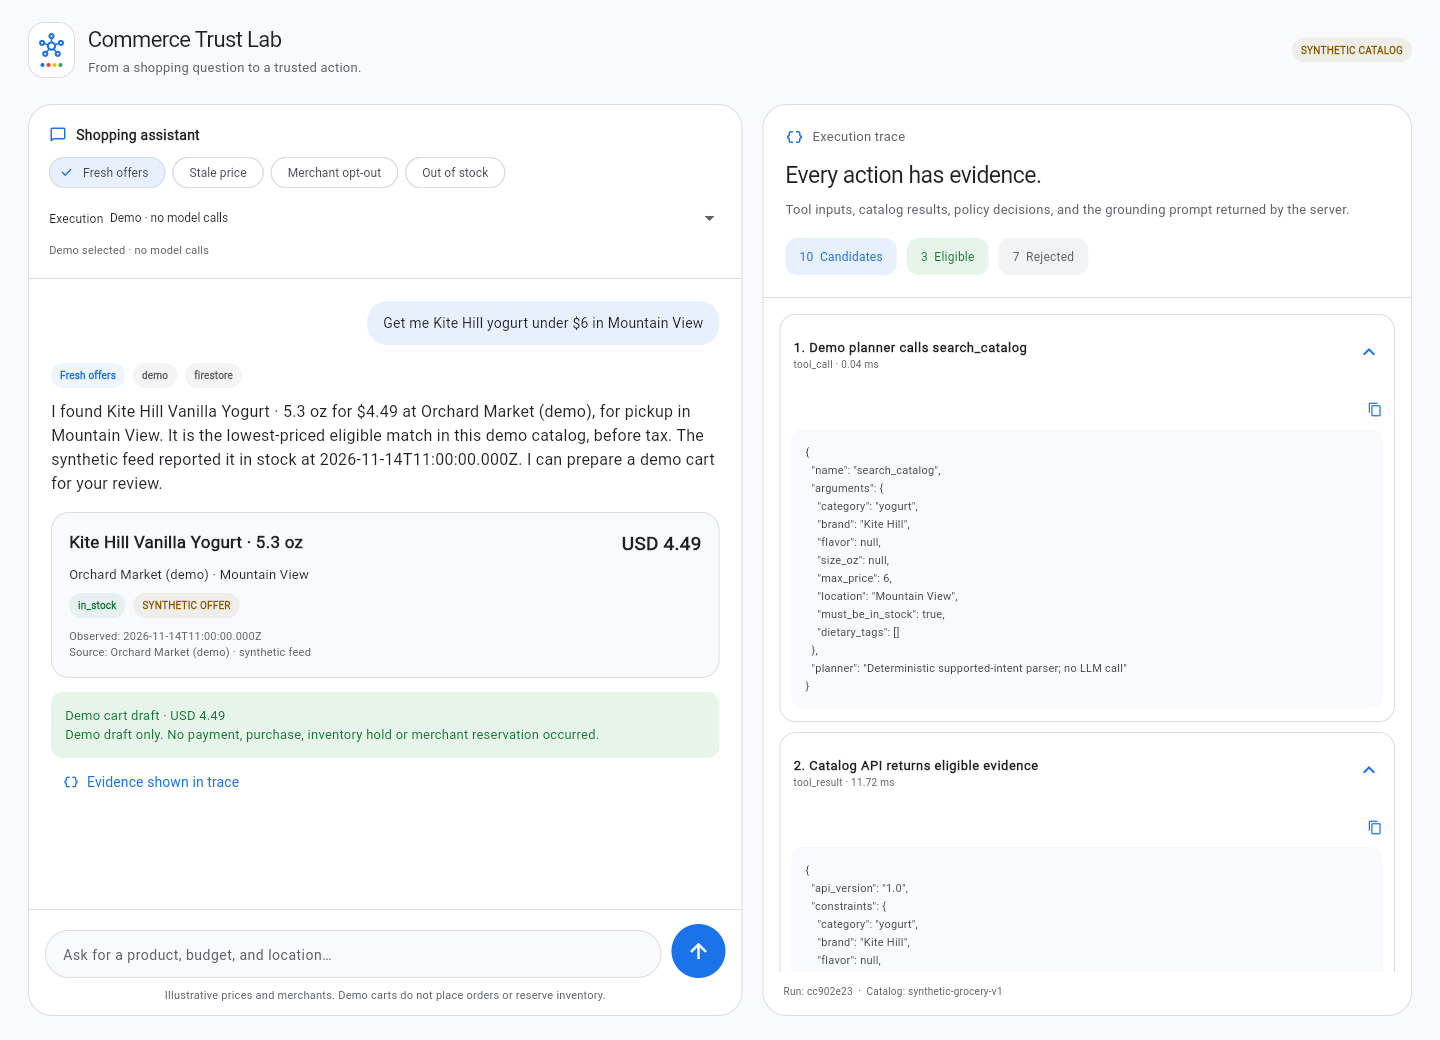 Commerce Trust Lab
From a shopping question to a trusted action.
SYNTHETIC CATALOG
Shopping assistant
Fresh offers
Stale price
Merchant opt-out
Out of stock
Execution Demo · no model calls
Demo selected · no model calls
Get me Kite Hill yogurt under $6 in Mountain View
Fresh offers
demo
firestore
I found Kite Hill Vanilla Yogurt · 5.3 oz for $4.49 at Orchard Market (demo), for pickup in
Mountain View. It is the lowest-priced eligible match in this demo catalog, before tax. The
synthetic feed reported it in stock at 2026-11-14T11:00:00.000Z. I can prepare a demo cart
for your review.
Kite Hill Vanilla Yogurt · 5.3 oz
USD 4.49
Orchard Market (demo) · Mountain View
in_stock
SYNTHETIC OFFER
Observed: 2026-11-14T11:00:00.000Z
Source: Orchard Market (demo) · synthetic feed
Demo cart draft · USD 4.49
Demo draft only. No payment, purchase, inventory hold or merchant reservation occurred.
Evidence shown in trace
Ask for a product, budget, and location…
Illustrative prices and merchants. Demo carts do not place orders or reserve inventory.
Execution trace
Every action has evidence.
Tool inputs, catalog results, policy decisions, and the grounding prompt returned by the server.
10 Candidates
3 Eligible
7 Rejected
1. Demo planner calls search_catalog
tool_call · 0.04 ms
{
"name": "search_catalog",
"arguments": {
"category": "yogurt",
"brand": "Kite Hill",
"flavor": null,
"size_oz": null,
"max_price": 6,
"location": "Mountain View",
"must_be_in_stock": true,
"dietary_tags": []
},
"planner": "Deterministic supported-intent parser; no LLM call"
}
2. Catalog API returns eligible evidence
tool_result · 11.72 ms
{
"api_version": "1.0",
"constraints": {
"category": "yogurt",
"brand": "Kite Hill",
"flavor": null,
Run: cc902e23 · Catalog: synthetic-grocery-v1